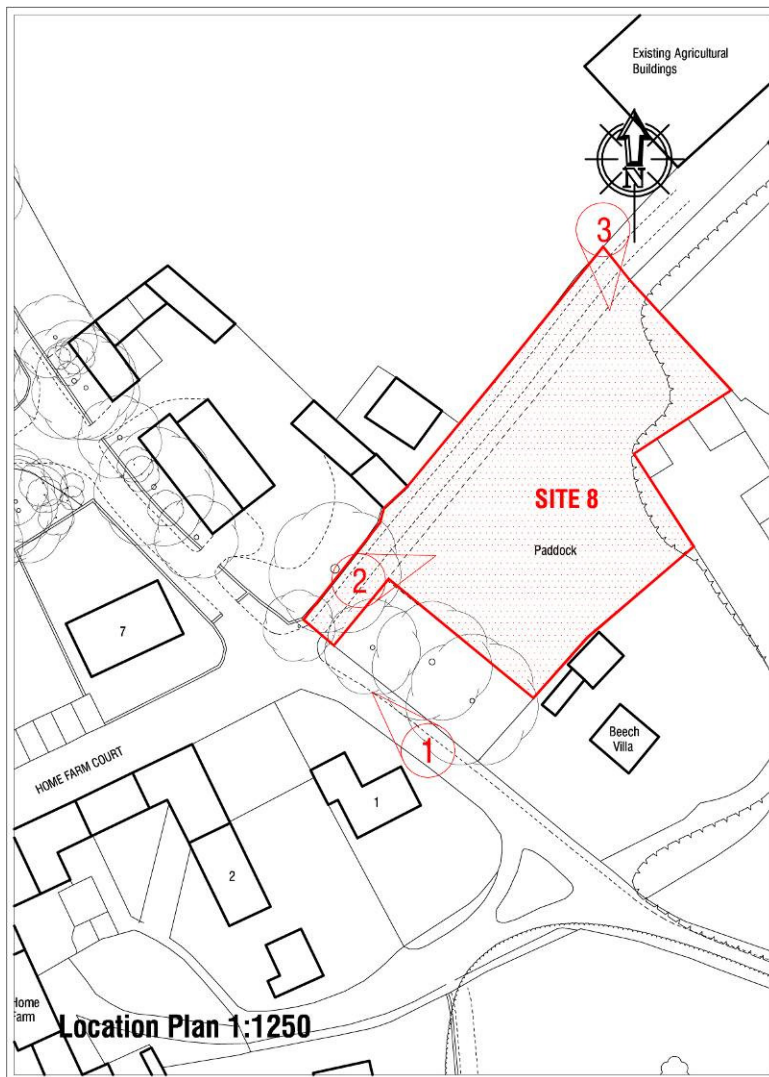 Existing Agricultural
Buildings
N
3
SITE 8
Paddock
2
7
1
Beech
Villa
HOME FARM COURT
1
2
Home
Farm
Location Plan 1:1250